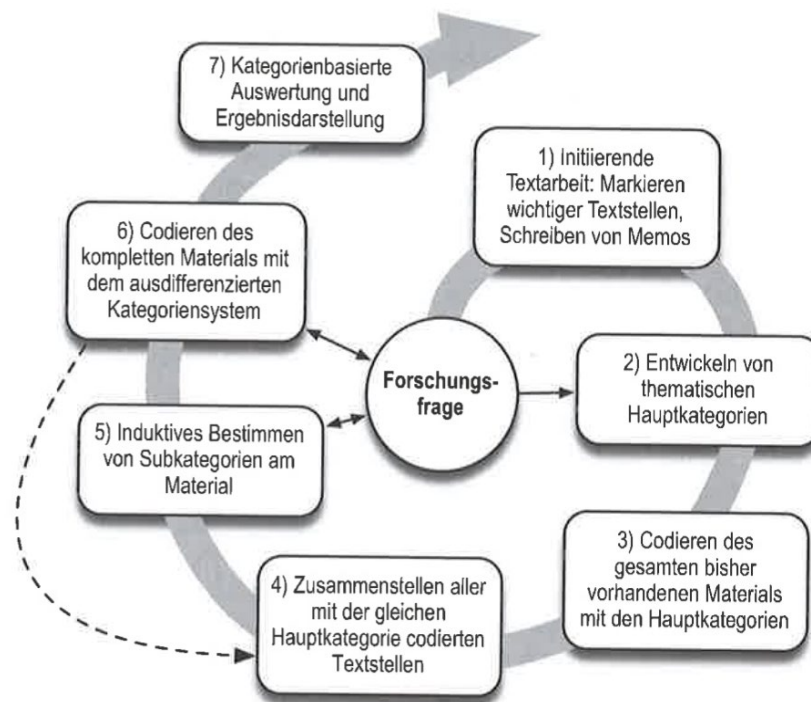 7) Kategorienbasierte
Auswertung und
Ergebnisdarstellung
1) Initiierende
Textarbeit: Markieren
wichtiger Textstellen,
Schreiben von Memos
6) Codieren des
kompletten Materials mit
dem ausdifferenzierten
Kategoriensystem
Forschungs-
frage
2) Entwickeln von
thematischen
Hauptkategorien
5) Induktives Bestimmen
von Subkategorien am
Material
3) Codieren des
gesamten bisher
vorhandenen Materials
mit den Hauptkategorien
4) Zusammenstellen aller
mit der gleichen
Hauptkategorie codierten
Textstellen